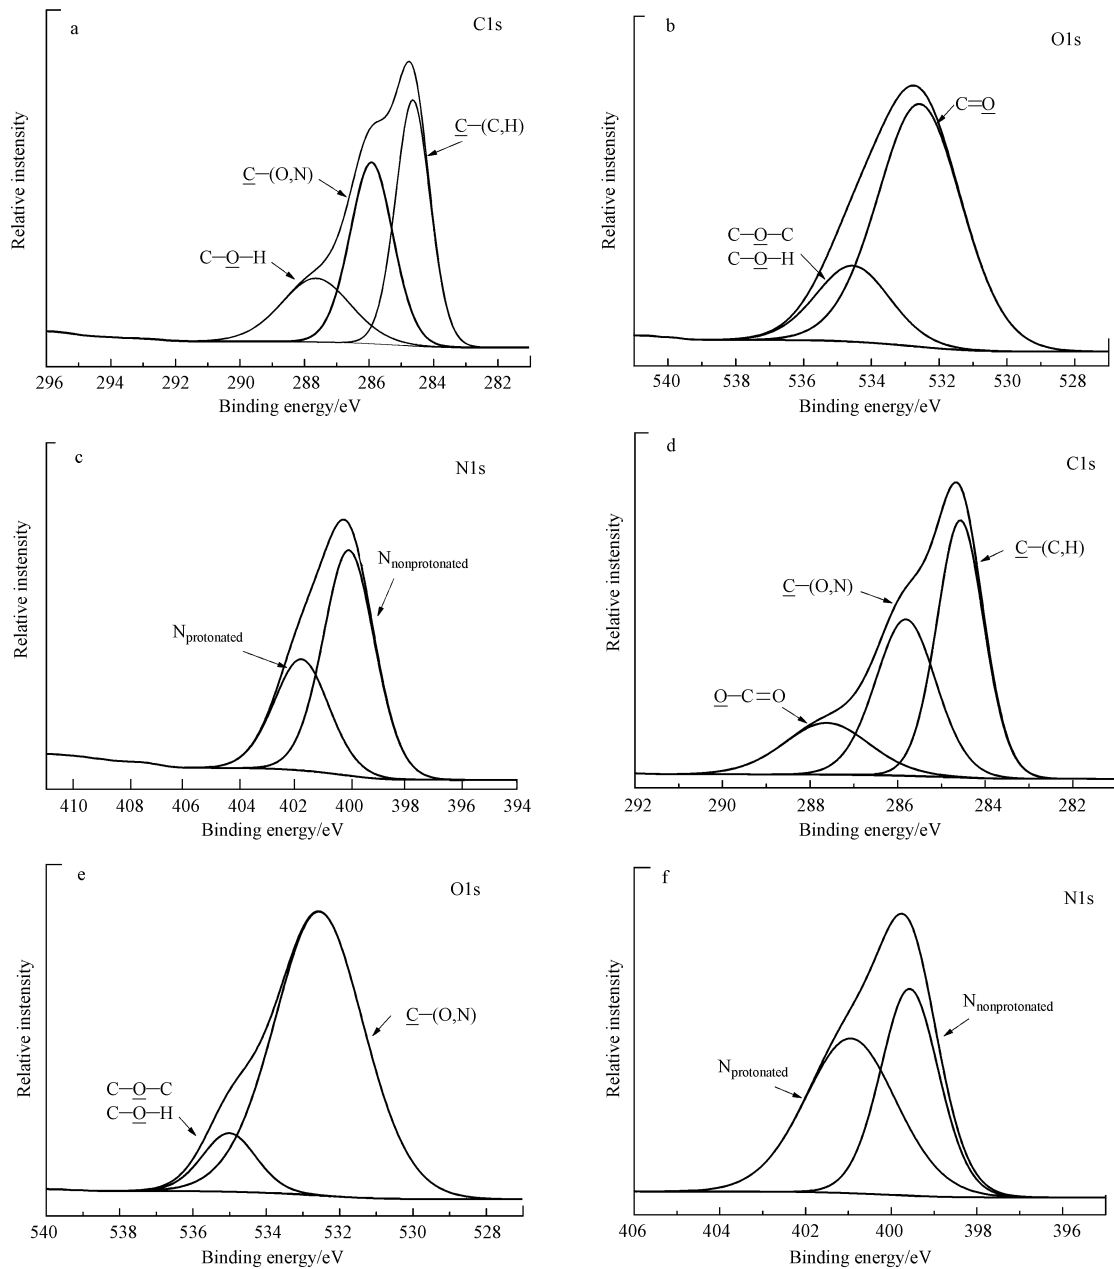 a
C1s
C—(C,H)
C—(O,N)
C—O—H
Relative instensity
296 294 292 290 288 286 284 282
Binding energy/eV
b
O1s
C=O
C—O—C
C—O—H
Relative instensity
540 538 536 534 532 530 528
Binding energy/eV
c
N1s
Nnonprotonated
Nprotonated
Relative instensity
410 408 406 404 402 400 398 396 394
Binding energy/eV
d
C1s
C—(C,H)
C—(O,N)
O—C=O
Relative instensity
292 290 288 286 284 282
Binding energy/eV
e
O1s
C—(O,N)
C—O—C
C—O—H
Relative instensity
540 538 536 534 532 530 528
Binding energy/eV
f
N1s
Nnonprotonated
Nprotonated
Relative instensity
406 404 402 400 398 396
Binding energy/eV